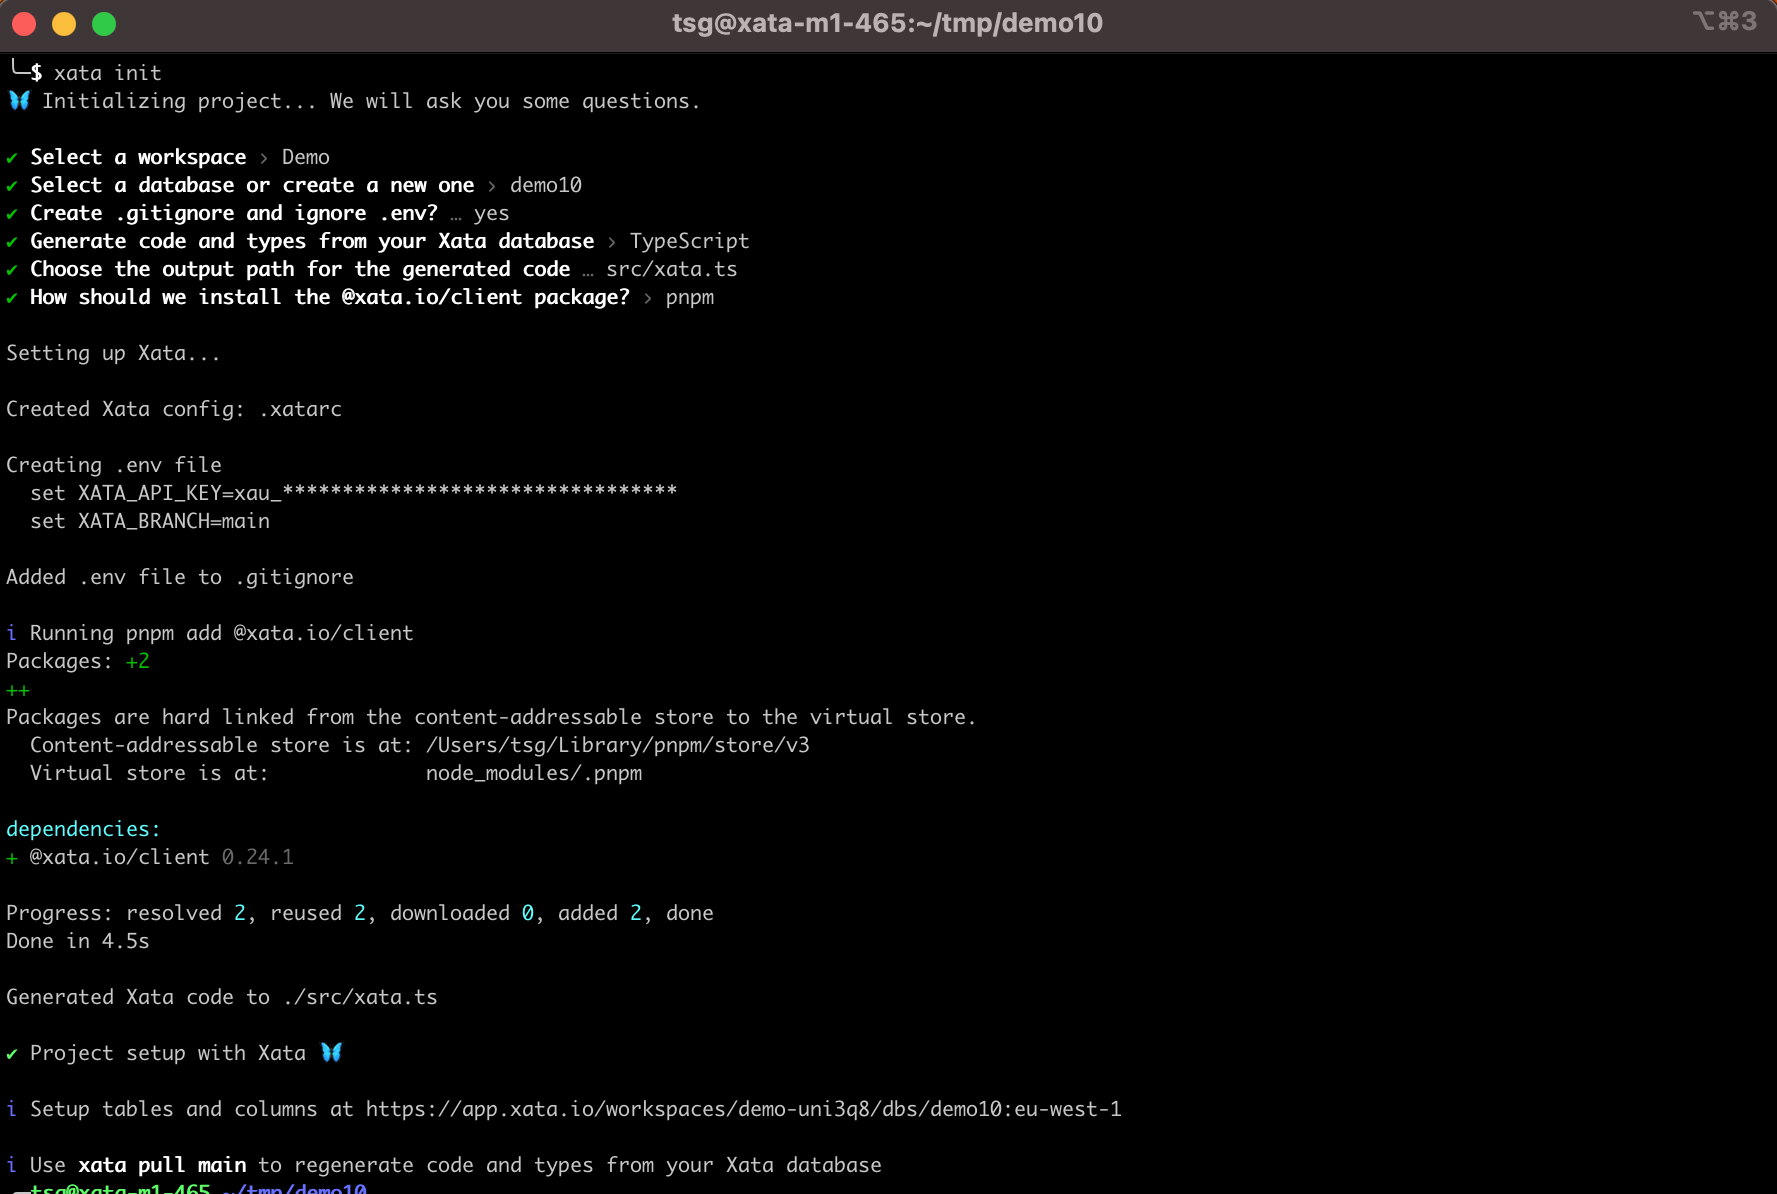 tsg@xata-m1-465:~/tmp/demo10 ⌥⌘3
╰─$ xata init
🦋 Initializing project... We will ask you some questions.
✔ Select a workspace › Demo
✔ Select a database or create a new one › demo10
✔ Create .gitignore and ignore .env? … yes
✔ Generate code and types from your Xata database › TypeScript
✔ Choose the output path for the generated code … src/xata.ts
✔ How should we install the @xata.io/client package? › pnpm
Setting up Xata...
Created Xata config: .xatarc
Creating .env file
  set XATA_API_KEY=xau_*********************************
  set XATA_BRANCH=main
Added .env file to .gitignore
i Running pnpm add @xata.io/client
Packages: +2
++
Packages are hard linked from the content-addressable store to the virtual store.
  Content-addressable store is at: /Users/tsg/Library/pnpm/store/v3
  Virtual store is at:             node_modules/.pnpm
dependencies:
+ @xata.io/client 0.24.1
Progress: resolved 2, reused 2, downloaded 0, added 2, done
Done in 4.5s
Generated Xata code to ./src/xata.ts
✔ Project setup with Xata 🦋
i Setup tables and columns at https://app.xata.io/workspaces/demo-uni3q8/dbs/demo10:eu-west-1
i Use xata pull main to regenerate code and types from your Xata database
╭─tsg@xata-m1-465 ~/tmp/demo10